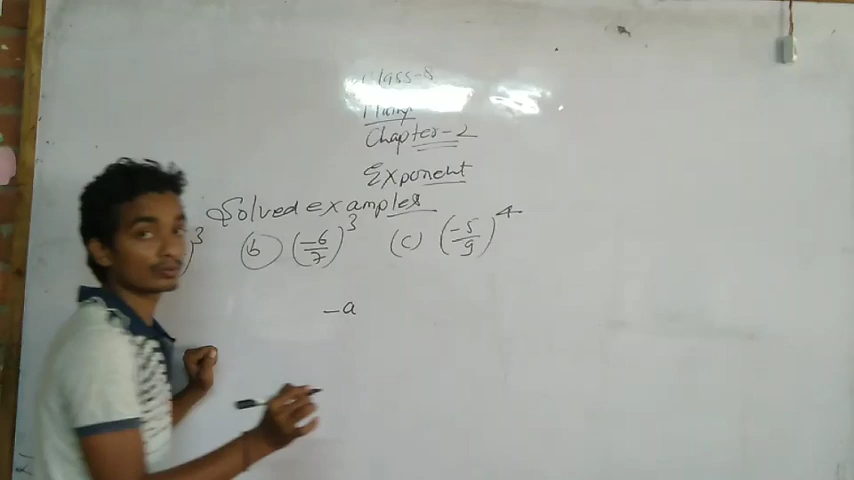 Class-8
Chapter-2
Exponent
Solved examples
)³ (b) (-6/7)³ (c) (-5/9)⁴
-a